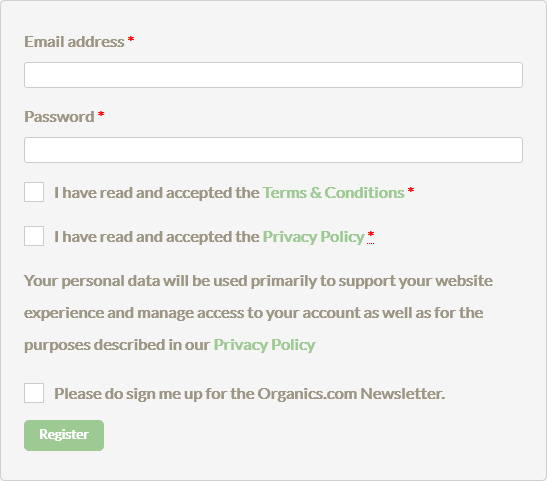 Email address *
Password *
I have read and accepted the Terms & Conditions *
I have read and accepted the Privacy Policy *
Your personal data will be used primarily to support your website
experience and manage access to your account as well as for the
purposes described in our Privacy Policy
Please do sign me up for the Organics.com Newsletter.
Register